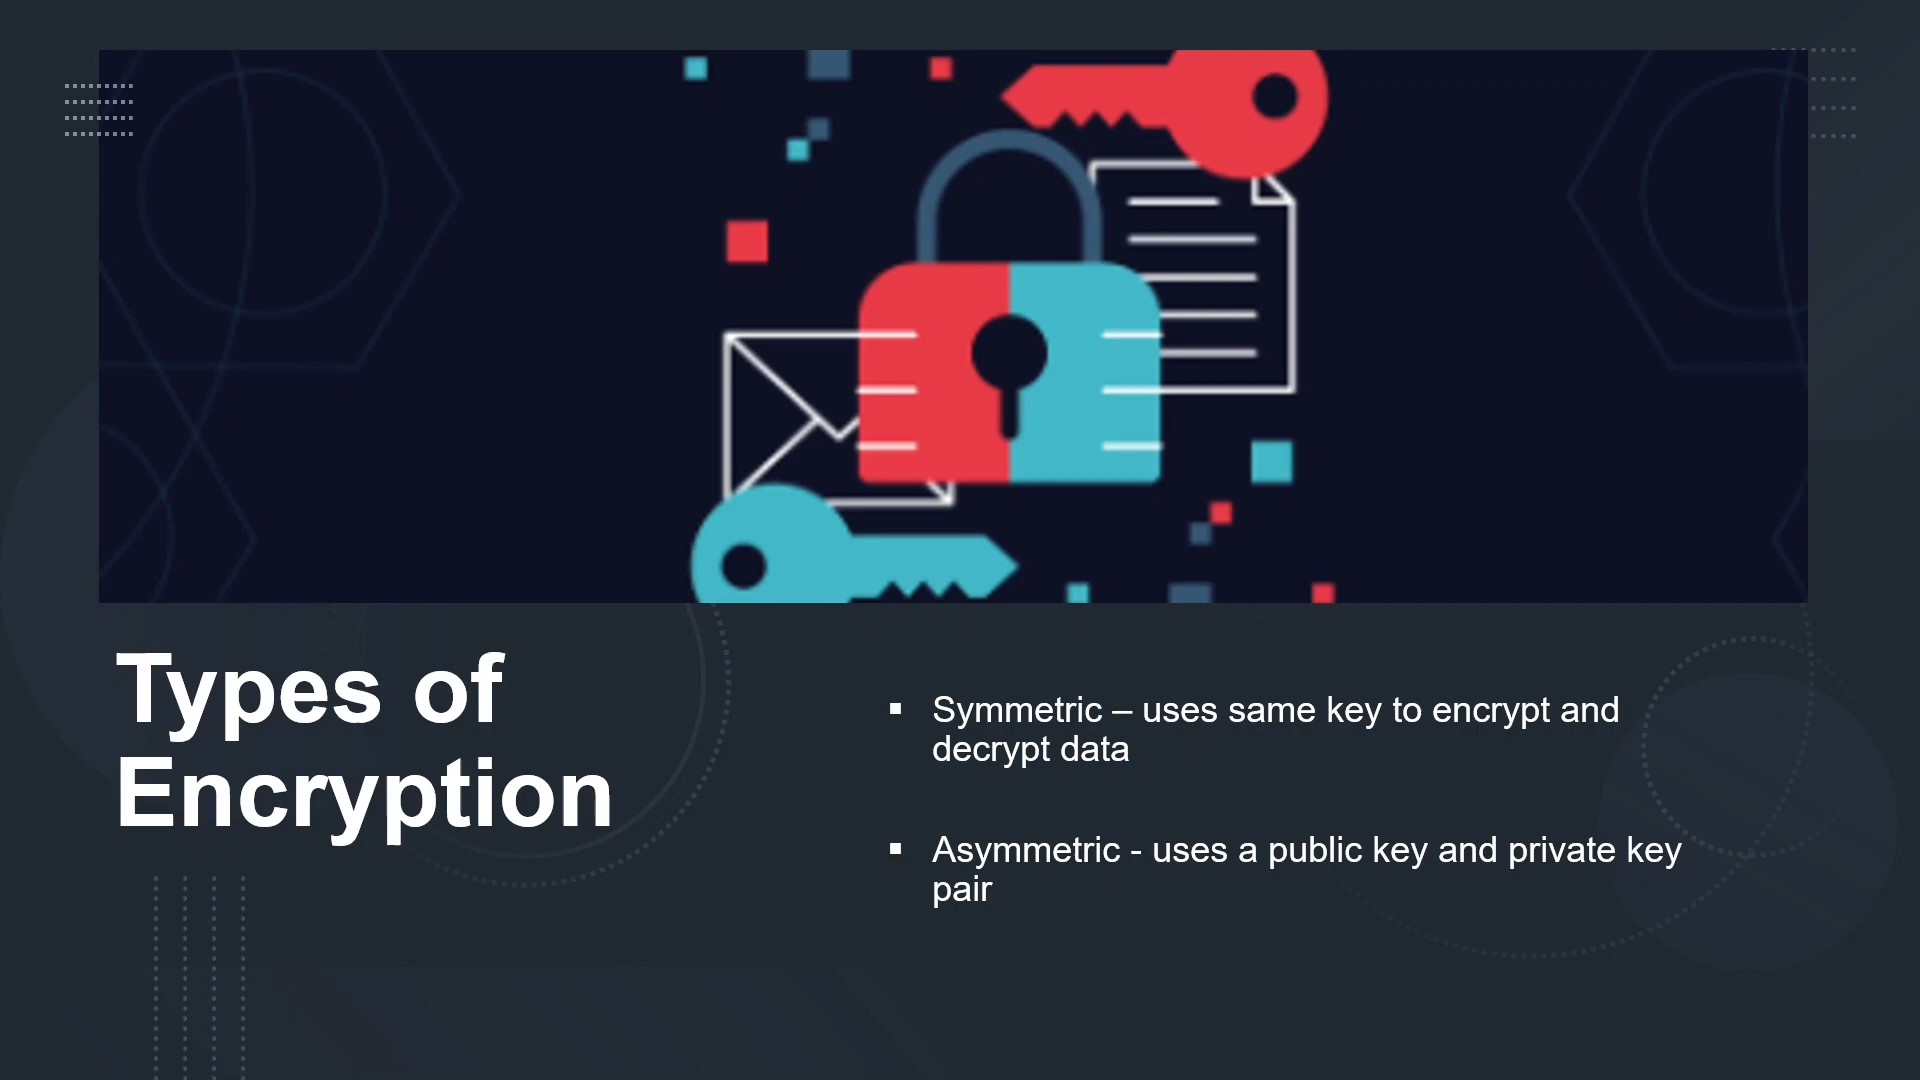 Types of
Encryption
▪ Symmetric – uses same key to encrypt and
decrypt data
▪ Asymmetric - uses a public key and private key
pair